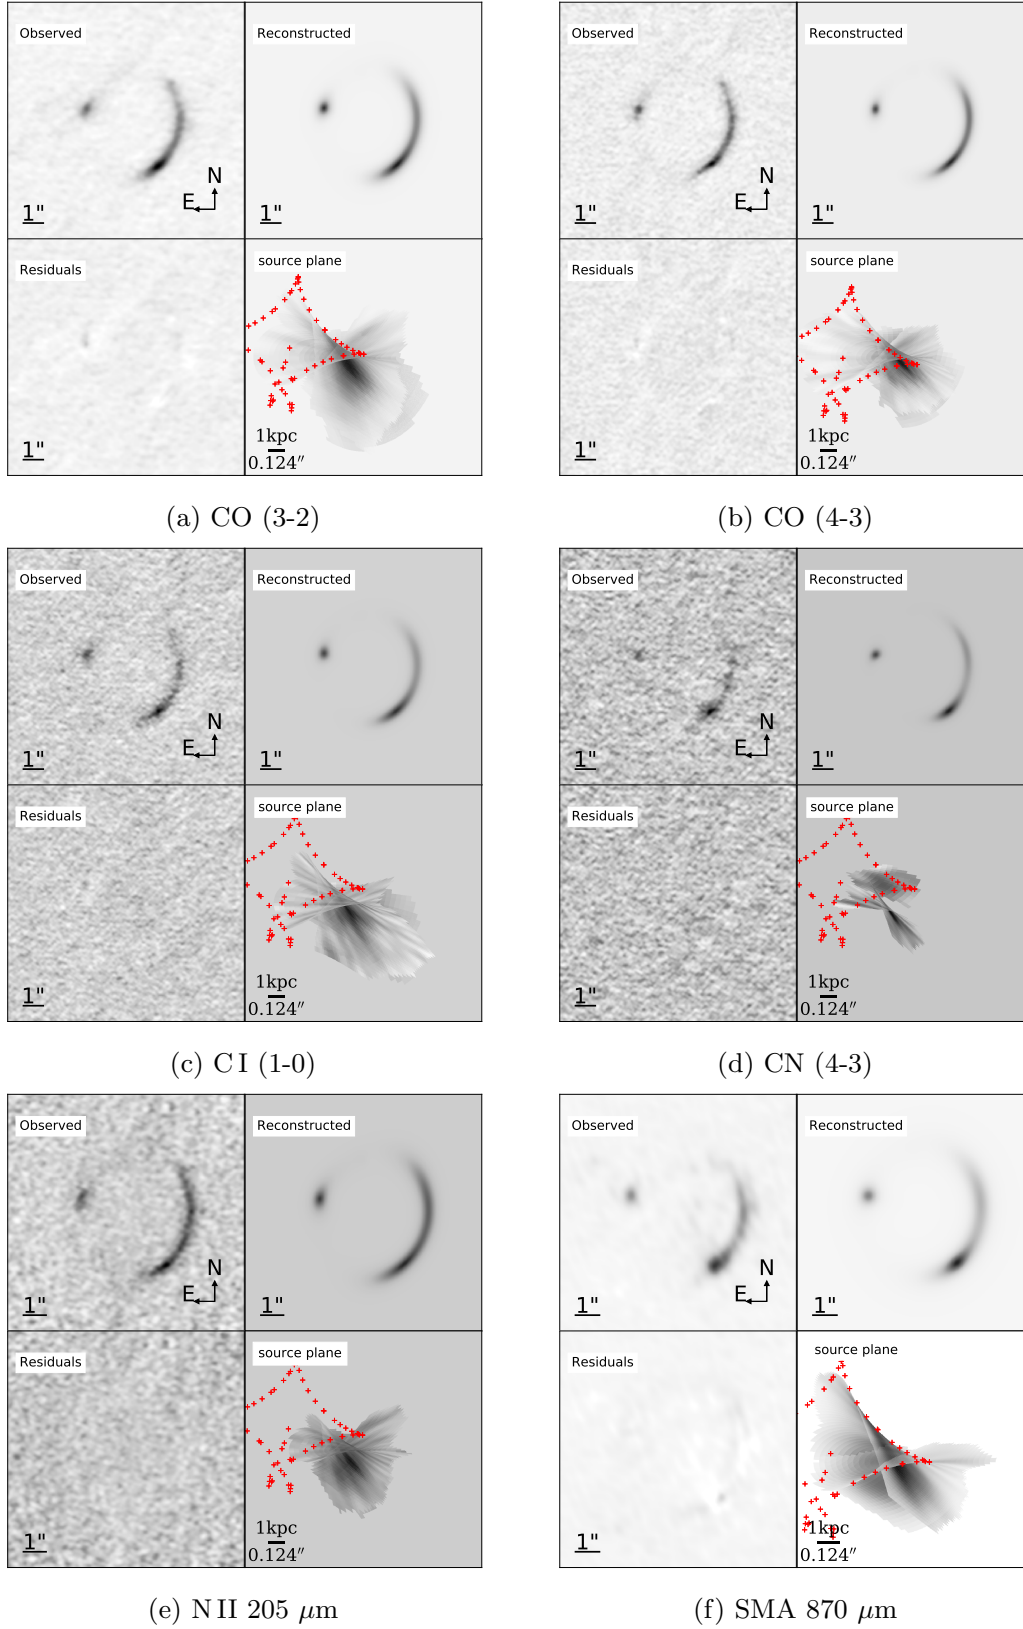 Observed
Reconstructed
N
E
1"
1"
Residuals
source plane
1"
1kpc
0.124″
(a) CO (3-2)
Observed
Reconstructed
N
E
1"
1"
Residuals
source plane
1"
1kpc
0.124″
(b) CO (4-3)
Observed
Reconstructed
N
E
1"
1"
Residuals
source plane
1"
1kpc
0.124″
(c) C I (1-0)
Observed
Reconstructed
N
E
1"
1"
Residuals
source plane
1"
1kpc
0.124″
(d) CN (4-3)
Observed
Reconstructed
N
E
1"
1"
Residuals
source plane
1"
1kpc
0.124″
(e) N II 205 μm
Observed
Reconstructed
N
E
1"
1"
Residuals
source plane
1"
1kpc
0.124″
(f) SMA 870 μm